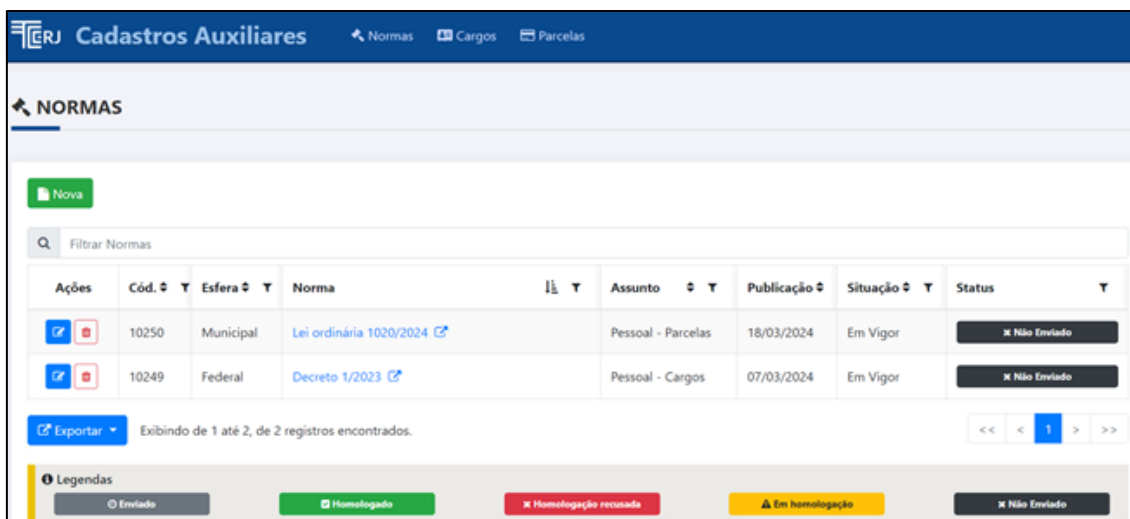 TCERJ Cadastros Auxiliares Normas Cargos Parcelas
NORMAS
Nova
Filtrar Normas
Ações Cód. Esfera Norma Assunto Publicação Situação Status
10250 Municipal Lei ordinária 1020/2024 Pessoal - Parcelas 18/03/2024 Em Vigor Não Enviado
10249 Federal Decreto 1/2023 Pessoal - Cargos 07/03/2024 Em Vigor Não Enviado
Exportar Exibindo de 1 até 2, de 2 registros encontrados. << < 1 > >>
Legendas
Enviado Homologado Homologação recusada Em homologação Não Enviado